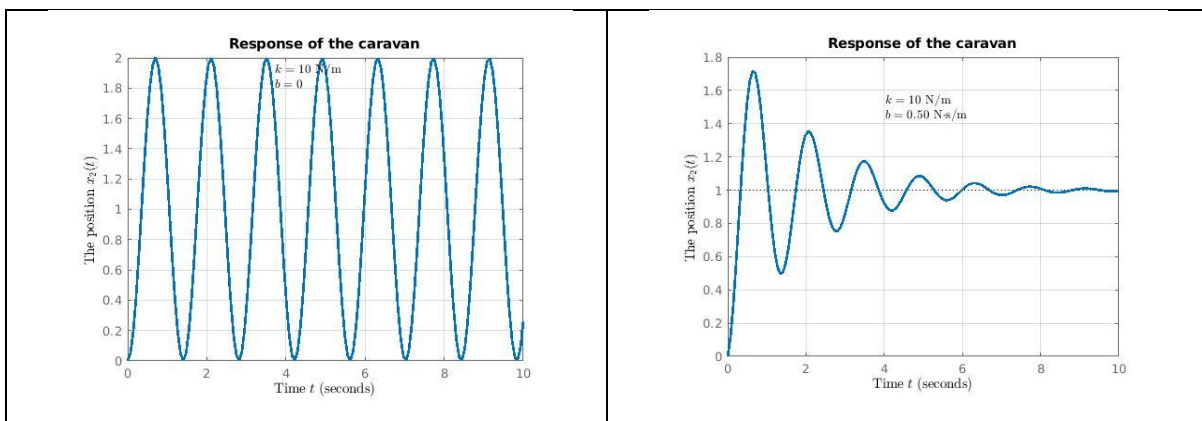 Response of the caravan
k = 10 N/m
b = 0
2
1.8
1.6
1.4
1.2
1
0.8
0.6
0.4
0.2
0
The position x₂(t)
0 2 4 6 8 10
Time t (seconds)
Response of the caravan
k = 10 N/m
b = 0.50 N·s/m
1.8
1.6
1.4
1.2
1
0.8
0.6
0.4
0.2
0
The position x₂(t)
0 2 4 6 8 10
Time t (seconds)